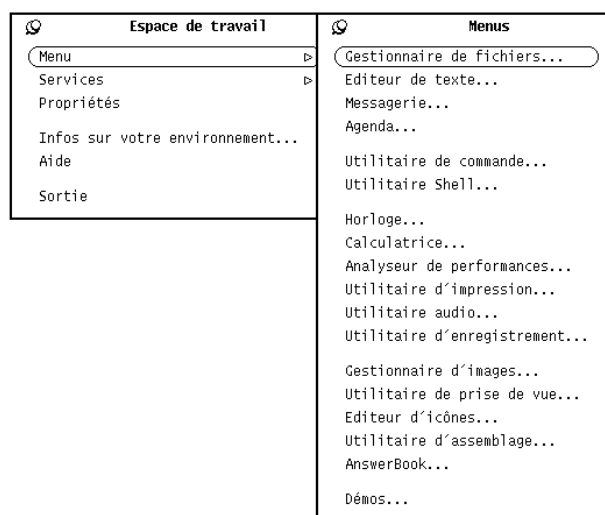 Espace de travail
Menu
Services
Propriétés
Infos sur votre environnement...
Aide
Sortie
Menus
Gestionnaire de fichiers...
Editeur de texte...
Messagerie...
Agenda...
Utilitaire de commande...
Utilitaire Shell...
Horloge...
Calculatrice...
Analyseur de performances...
Utilitaire d´impression...
Utilitaire audio...
Utilitaire d´enregistrement...
Gestionnaire d´images...
Utilitaire de prise de vue...
Editeur d´icônes...
Utilitaire d´assemblage...
AnswerBook...
Démos...